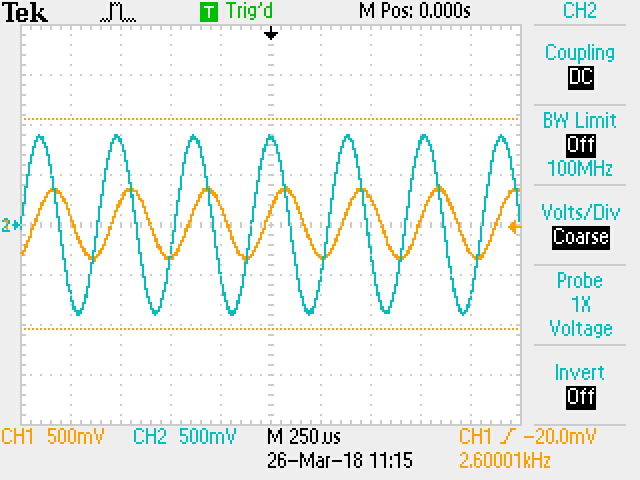 Tek T Trig'd M Pos: 0.000s CH2
Coupling
DC
BW Limit
Off
100MHz
Volts/Div
Coarse
2
Probe
1X
Voltage
Invert
Off
CH1 500mV CH2 500mV M 250µs CH1 -20.0mV
26-Mar-18 11:15 2.60001kHz